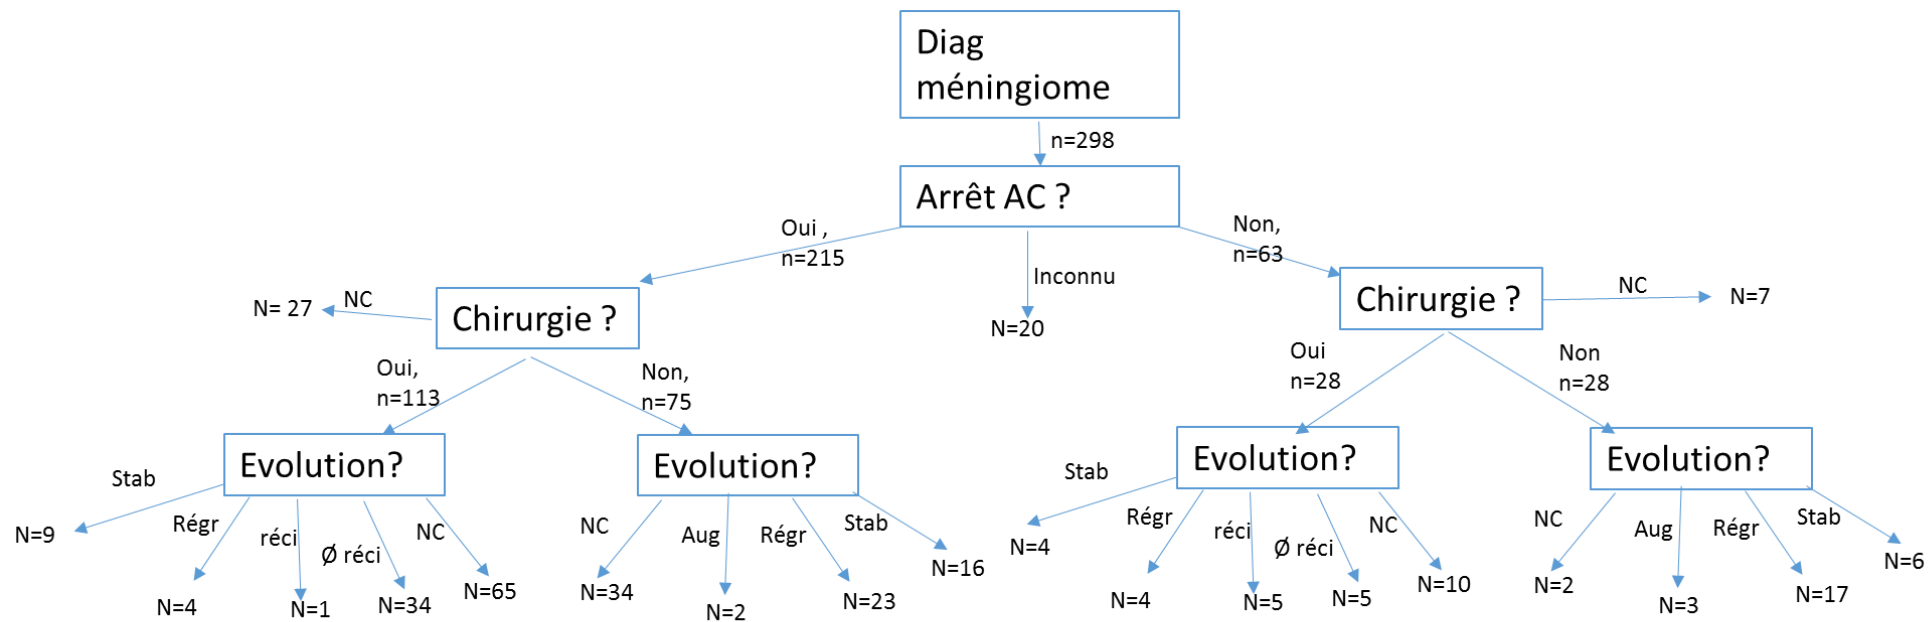 Diag
méningiome
n=298
Arrêt AC ?
Oui ,
n=215
Inconnu
N=20
Non,
n=63
Chirurgie ?
NC
N= 27
Chirurgie ?
NC
N=7
Oui,
n=113
Non,
n=75
Oui
n=28
Non
n=28
Evolution?
Stab
N=9
Régr
N=4
réci
N=1
Ø réci
N=34
NC
N=65
Evolution?
NC
N=34
Aug
N=2
Régr
N=23
Stab
N=16
Evolution?
Stab
N=4
Régr
N=4
réci
N=5
Ø réci
N=5
NC
N=10
Evolution?
NC
N=2
Aug
N=3
Régr
N=17
Stab
N=6